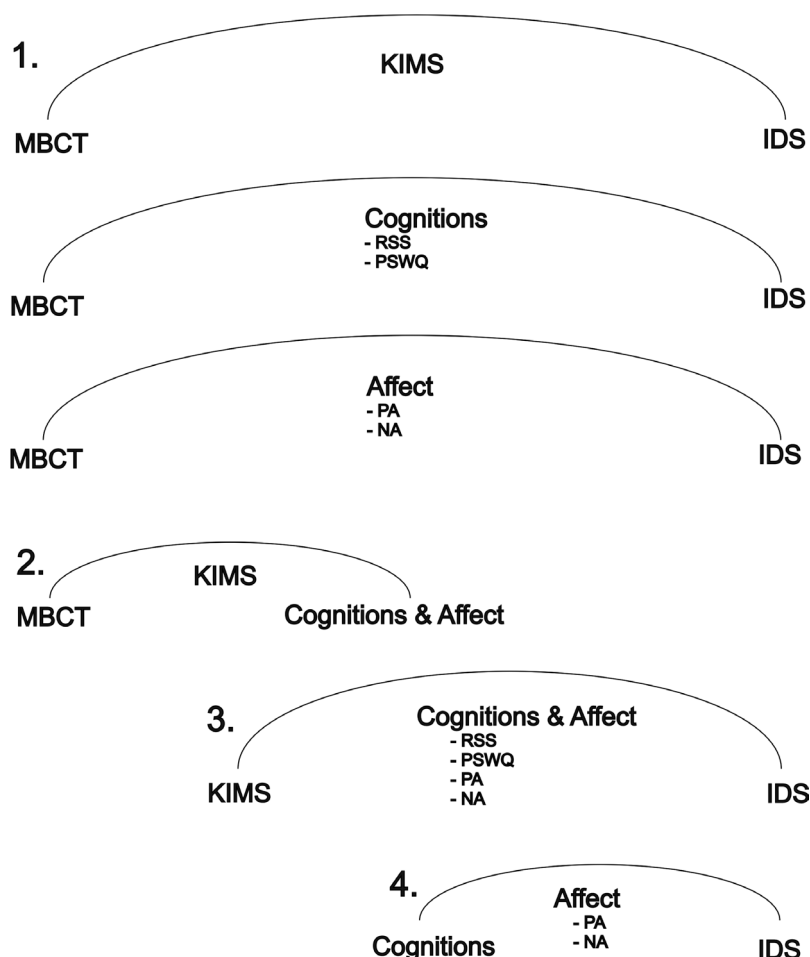 1.
KIMS
MBCT
IDS
Cognitions
- RSS
- PSWQ
MBCT
IDS
Affect
- PA
- NA
MBCT
IDS
2.
KIMS
MBCT
Cognitions & Affect
3.
Cognitions & Affect
- RSS
- PSWQ
- PA
- NA
KIMS
IDS
4.
Affect
- PA
- NA
Cognitions
IDS